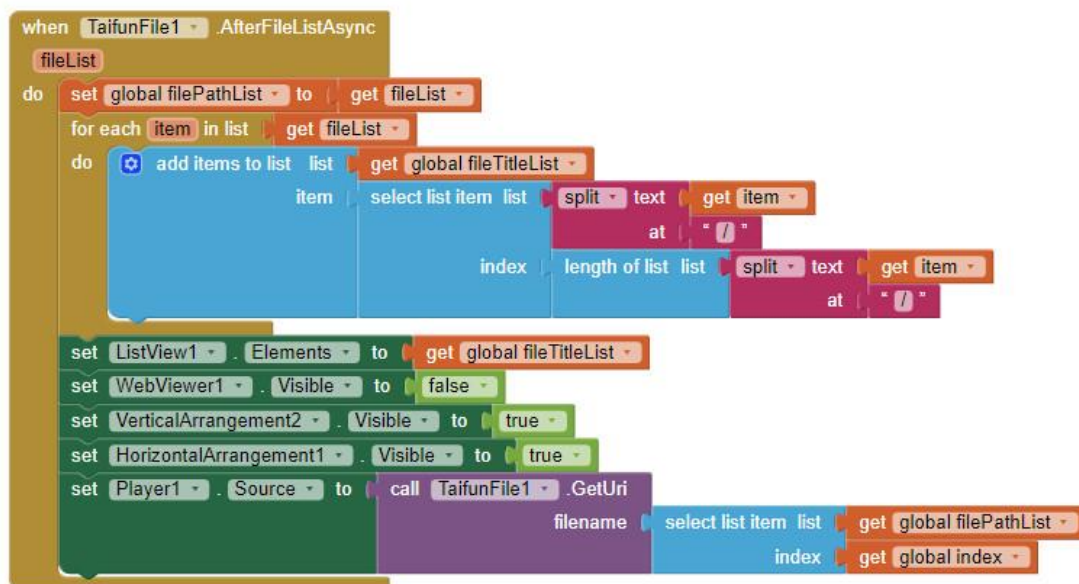 when TaifunFile1 .AfterFileListAsync
fileList
do set global filePathList to get fileList
for each item in list get fileList
do add items to list list get global fileTitleList
item select list item list split text get item
at " / "
index length of list list split text get item
at " / "
set ListView1 . Elements to get global fileTitleList
set WebViewer1 . Visible to false
set VerticalArrangement2 . Visible to true
set HorizontalArrangement1 . Visible to true
set Player1 . Source to call TaifunFile1 .GetUri
filename select list item list get global filePathList
index get global index